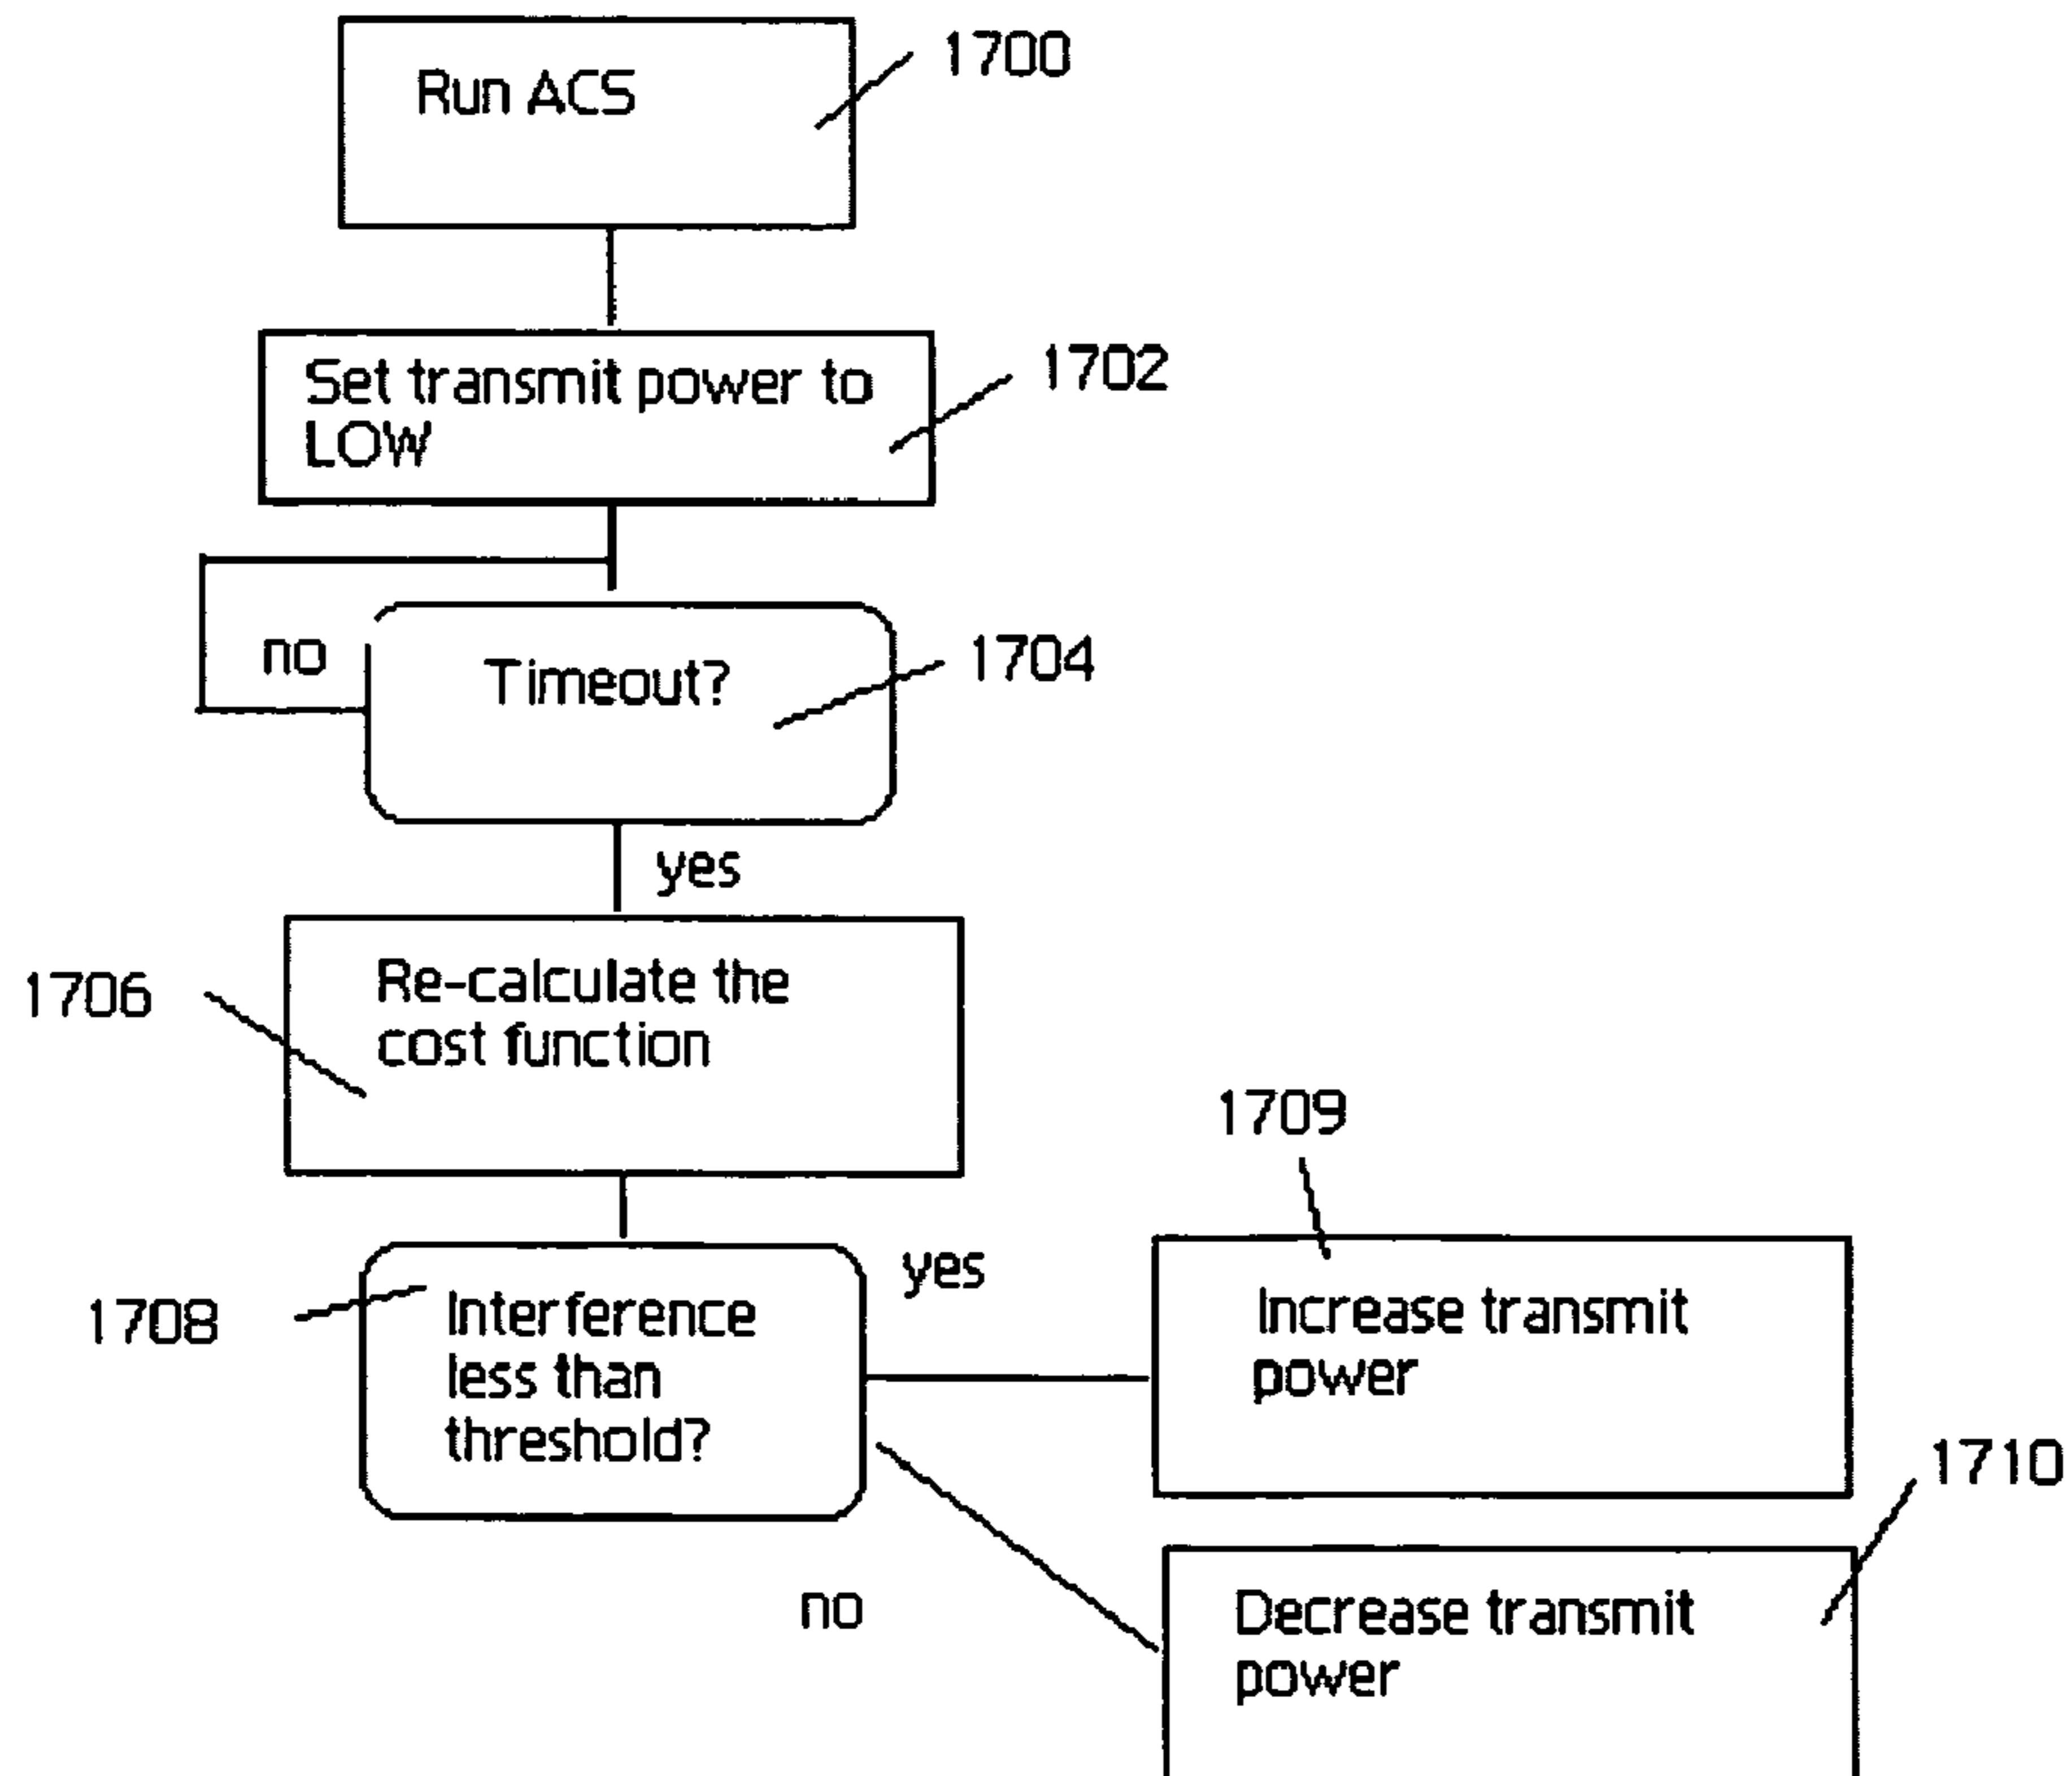 Run ACS
1700
Set transmit power to
LOW
1702
no
Timeout?
1704
yes
Re-calculate the
cost function
1706
1709
Interference
less than
threshold?
1708
yes
Increase transmit
power
1710
no
Decrease transmit
power